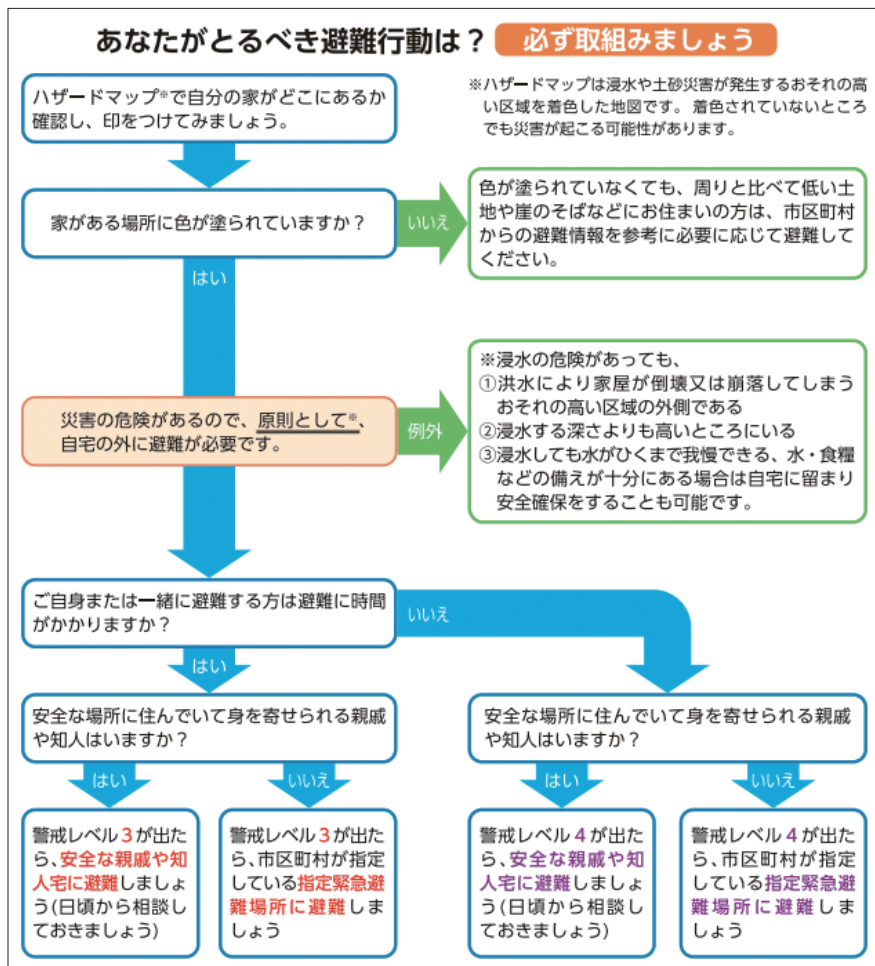 あなたがとるべき避難行動は？ 必ず取組みましょう
ハザードマップ※で自分の家がどこにあるか
確認し、印をつけてみましょう。
※ハザードマップは浸水や土砂災害が発生するおそれの高
い区域を着色した地図です。着色されていないところ
でも災害が起こる可能性があります。
家がある場所に色が塗られていますか？
いいえ
色が塗られていなくても、周りと比べて低い土
地や崖のそばなどにお住まいの方は、市区町村
からの避難情報を参考に必要に応じて避難して
ください。
はい
災害の危険があるので、原則として※、
自宅の外に避難が必要です。
例外
※浸水の危険があっても、
①洪水により家屋が倒壊又は崩落してしまう
おそれの高い区域の外側である
②浸水する深さよりも高いところにいる
③浸水しても水がひくまで我慢できる、水・食糧
などの備えが十分にある場合は自宅に留まり
安全確保をすることも可能です。
ご自身または一緒に避難する方は避難に時間
がかかりますか？
いいえ
はい
安全な場所に住んでいて身を寄せられる親戚
や知人はいますか？
安全な場所に住んでいて身を寄せられる親戚
や知人はいますか？
はい
いいえ
はい
いいえ
警戒レベル3が出た
ら、安全な親戚や知
人宅に避難しましょ
う(日頃から相談して
おきましょう)
警戒レベル3が出た
ら、市区町村が指定
している指定緊急避
難場所に避難しま
しょう
警戒レベル4が出た
ら、安全な親戚や知
人宅に避難しましょ
う(日頃から相談して
おきましょう)
警戒レベル4が出た
ら、市区町村が指定
している指定緊急避
難場所に避難しま
しょう